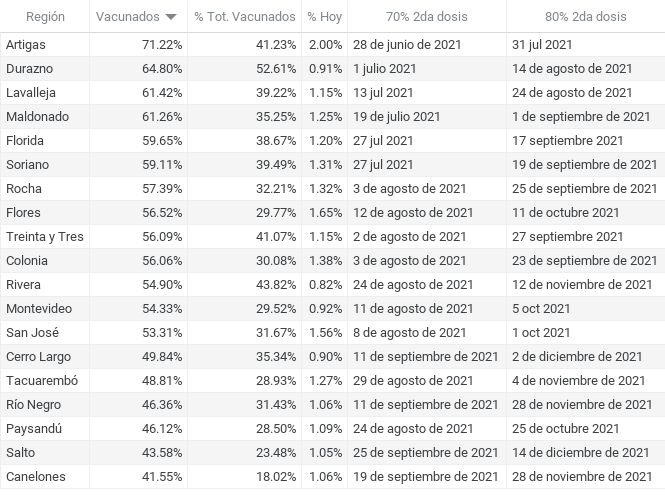 Región Vacunados % Tot. Vacunados % Hoy 70% 2da dosis 80% 2da dosis
Artigas 71.22% 41.23% 2.00% 28 de junio de 2021 31 jul 2021
Durazno 64.80% 52.61% 0.91% 1 julio 2021 14 de agosto de 2021
Lavalleja 61.42% 39.22% 1.15% 13 jul 2021 24 de agosto de 2021
Maldonado 61.26% 35.25% 1.25% 19 de julio 2021 1 de septiembre de 2021
Florida 59.65% 38.67% 1.20% 27 jul 2021 17 septiembre 2021
Soriano 59.11% 39.49% 1.31% 27 jul 2021 19 de septiembre de 2021
Rocha 57.39% 32.21% 1.32% 3 de agosto de 2021 25 de septiembre de 2021
Flores 56.52% 29.77% 1.65% 12 de agosto de 2021 11 de octubre 2021
Treinta y Tres 56.09% 41.07% 1.15% 2 de agosto de 2021 27 septiembre 2021
Colonia 56.06% 30.08% 1.38% 3 de agosto de 2021 23 de septiembre de 2021
Rivera 54.90% 43.82% 0.82% 24 de agosto de 2021 12 de noviembre de 2021
Montevideo 54.33% 29.52% 0.92% 11 de agosto de 2021 5 oct 2021
San José 53.31% 31.67% 1.56% 8 de agosto de 2021 1 oct 2021
Cerro Largo 49.84% 35.34% 0.90% 11 de septiembre de 2021 2 de diciembre de 2021
Tacuarembó 48.81% 28.93% 1.27% 29 de agosto de 2021 4 de noviembre de 2021
Río Negro 46.36% 31.43% 1.06% 11 de septiembre de 2021 28 de noviembre de 2021
Paysandú 46.12% 28.50% 1.09% 24 de agosto de 2021 25 de octubre de 2021
Salto 43.58% 23.48% 1.05% 25 de septiembre de 2021 14 de diciembre de 2021
Canelones 41.55% 18.02% 1.06% 19 de septiembre de 2021 28 de noviembre de 2021